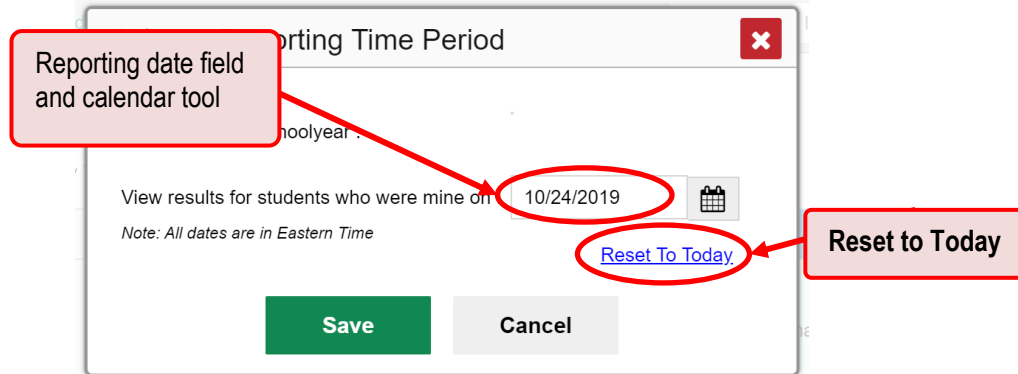 orting Time Period
Reporting date field
and calendar tool
hoolyear :
View results for students who were mine on
10/24/2019
Note: All dates are in Eastern Time
Reset To Today
Reset to Today
Save
Cancel